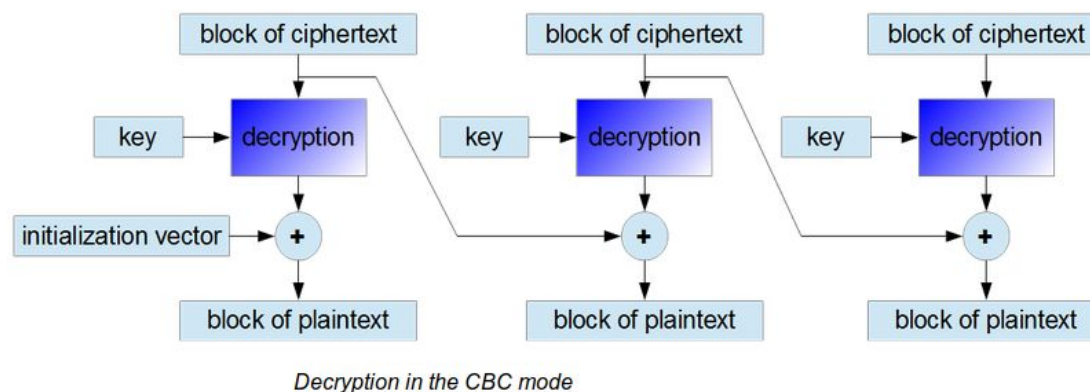 block of ciphertext block of ciphertext block of ciphertext
key decryption key decryption key decryption
initialization vector + + +
block of plaintext block of plaintext block of plaintext
Decryption in the CBC mode